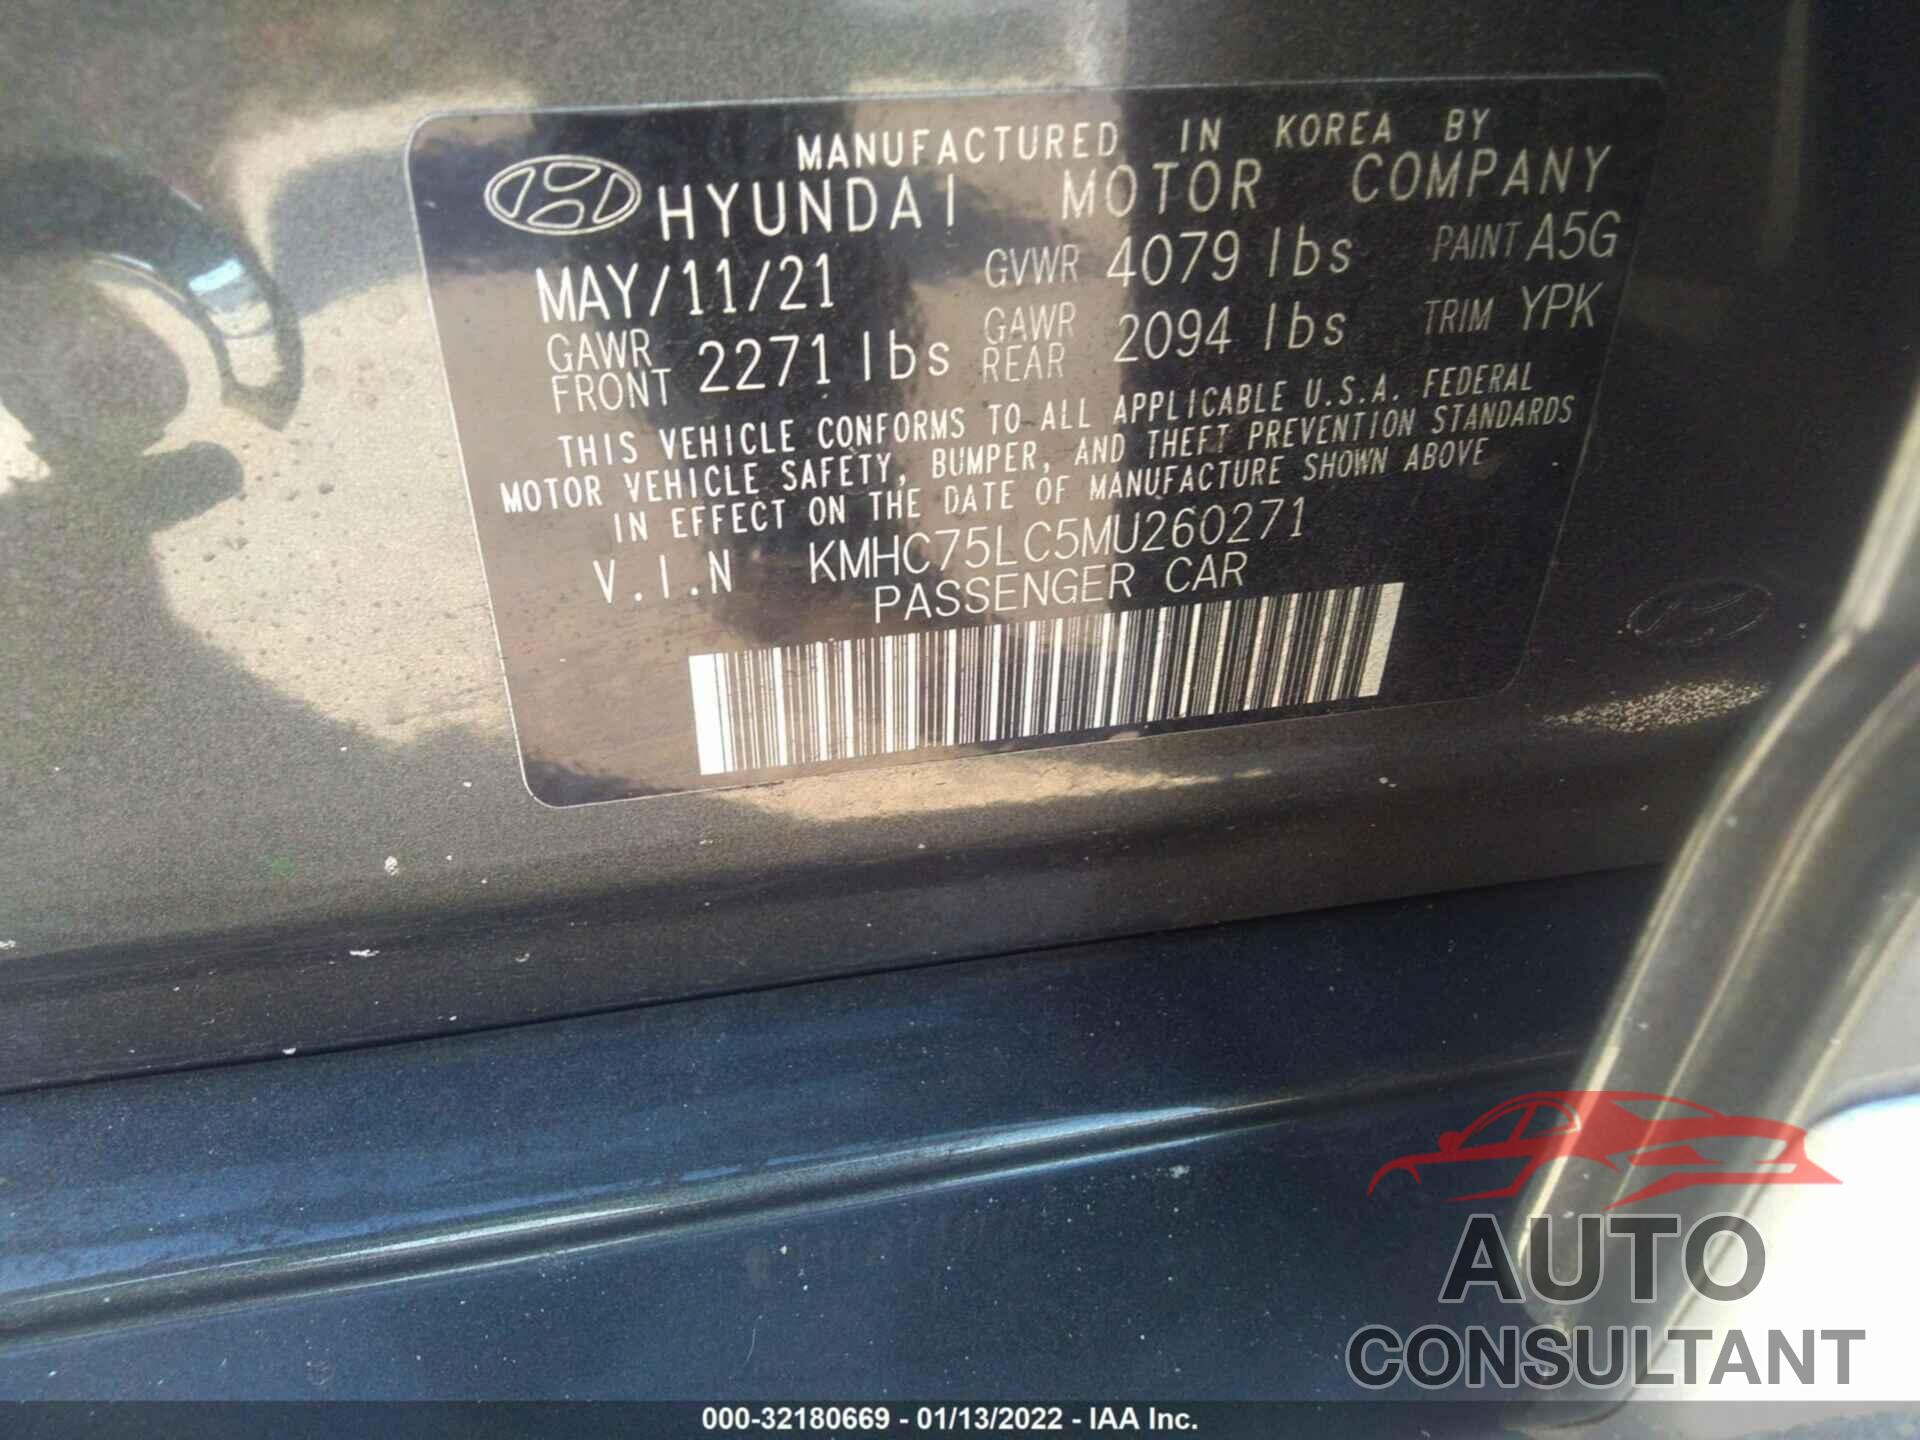 MANUFACTURED IN KOREA BY
HYUNDAI MOTOR COMPANY
MAY/11/21 GVWR 4079 lbs PAINT A5G
GAWR FRONT 2271 lbs GAWR REAR 2094 lbs TRIM YPK
THIS VEHICLE CONFORMS TO ALL APPLICABLE U.S.A. FEDERAL
MOTOR VEHICLE SAFETY, BUMPER, AND THEFT PREVENTION STANDARDS
IN EFFECT ON THE DATE OF MANUFACTURE SHOWN ABOVE
V.I.N KMHC75LC5MU260271
PASSENGER CAR
AUTO
CONSULTANT
000-32180669 - 01/13/2022 - IAA Inc.